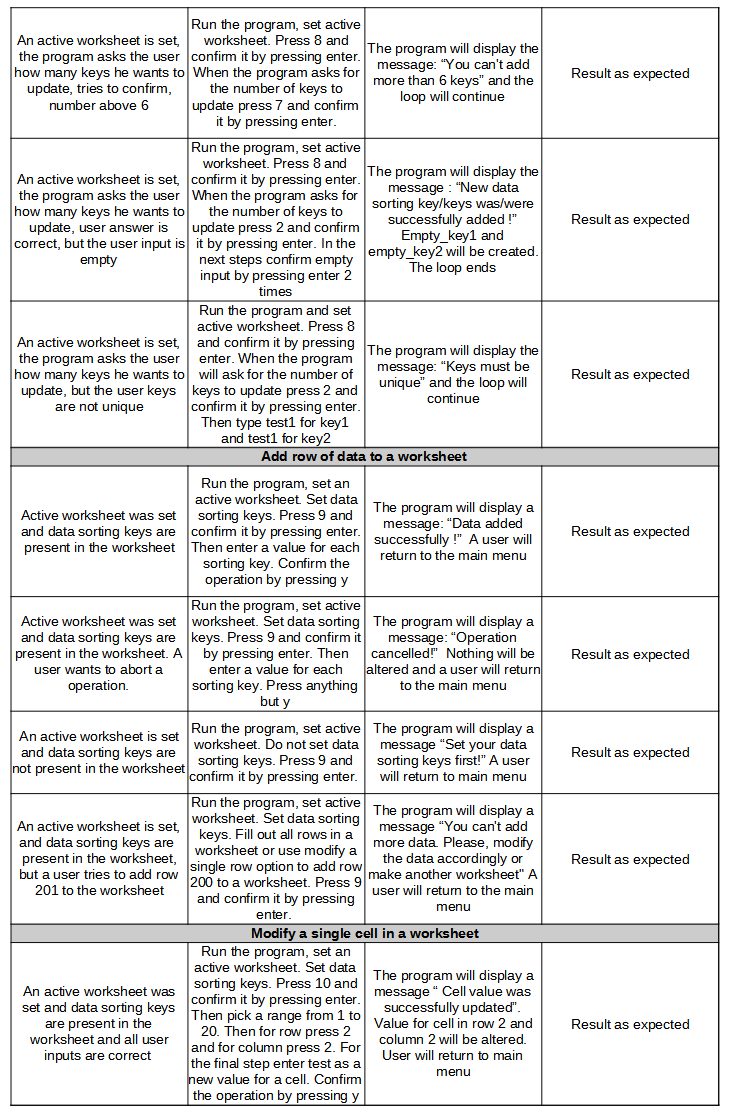 An active worksheet is set,
the program asks the user
how many keys he wants to
update, tries to confirm,
number above 6
Run the program, set active
worksheet. Press 8 and
confirm it by pressing enter.
When the program asks for
the number of keys to
update press 7 and confirm
it by pressing enter.
The program will display the
message: “You can't add
more than 6 keys” and the
loop will continue
Result as expected
An active worksheet is set,
the program asks the user
how many keys he wants to
update, user answer is
correct, but the user input is
empty
Run the program, set active
worksheet. Press 8 and
confirm it by pressing enter.
When the program asks for
the number of keys to
update press 2 and confirm
it by pressing enter. In the
next steps confirm empty
input by pressing enter 2
times
The program will display the
message : “New data
sorting key/keys was/were
successfully added !”
Empty_key1 and
empty_key2 will be created.
The loop ends
Result as expected
An active worksheet is set,
the program asks the user
how many keys he wants to
update, but the user keys
are not unique
Run the program and set
active worksheet. Press 8
and confirm it by pressing
enter. When the program
will ask for the number of
keys to update press 2 and
confirm it by pressing enter.
Then type test1 for key1
and test1 for key2
The program will display the
message: “Keys must be
unique” and the loop will
continue
Result as expected
Add row of data to a worksheet
Active worksheet was set
and data sorting keys are
present in the worksheet
Run the program, set an
active worksheet. Set data
sorting keys. Press 9 and
confirm it by pressing enter.
Then enter a value for each
sorting key. Confirm the
operation by pressing y
The program will display a
message: “Data added
successfully !”  A user will
return to the main menu
Result as expected
Active worksheet was set
and data sorting keys are
present in the worksheet. A
user wants to abort a
operation.
Run the program, set active
worksheet. Set data sorting
keys. Press 9 and confirm it
by pressing enter. Then
enter a value for each
sorting key. Press anything
but y
The program will display a
message: “Operation
cancelled!”  Nothing will be
altered and a user will return
to the main menu
Result as expected
An active worksheet is set
and data sorting keys are
not present in the worksheet
Run the program, set active
worksheet. Do not set data
sorting keys. Press 9 and
confirm it by pressing enter.
The program will display a
message “Set your data
sorting keys first!” A user
will return to main menu
Result as expected
An active worksheet is set,
and data sorting keys are
present in the worksheet,
but a user tries to add row
201 to the worksheet
Run the program, set active
worksheet. Set data sorting
keys. Fill out all rows in a
worksheet or use modify a
single row option to add row
200 to a worksheet. Press 9
and confirm it by pressing
enter.
The program will display a
message “You can't add
more data. Please, modify
the data accordingly or
make another worksheet" A
user will return to the main
menu
Result as expected
Modify a single cell in a worksheet
An active worksheet was
set and data sorting keys
are present in the
worksheet and all user
inputs are correct
Run the program, set an
active worksheet. Set data
sorting keys. Press 10 and
confirm it by pressing enter.
Then pick a range from 1 to
20. Then for row press 2
and for column press 2. For
the final step enter test as a
new value for a cell. Confirm
the operation by pressing y
The program will display a
message “ Cell value was
successfully updated”.
Value for cell in row 2 and
column 2 will be altered.
User will return to main
menu
Result as expected